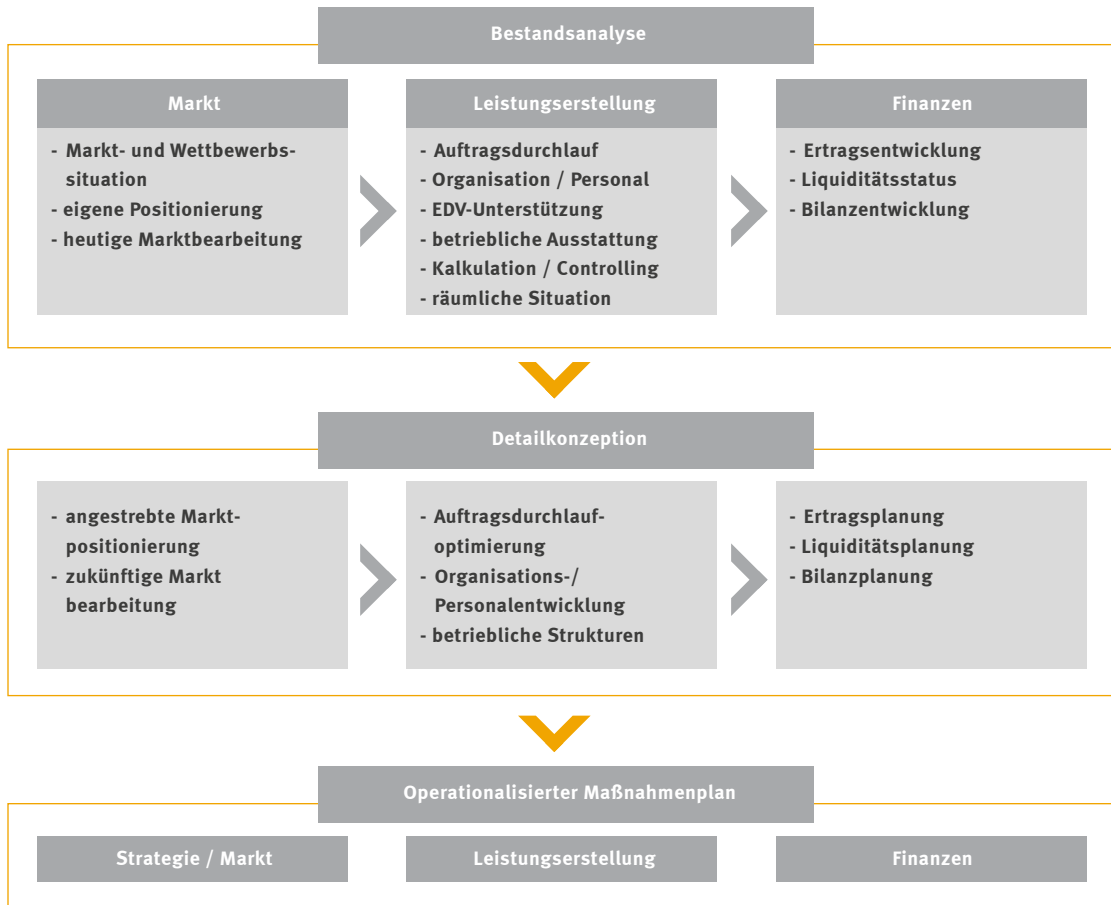 Bestandsanalyse
Markt
- Markt- und Wettbewerbs-
situation
- eigene Positionierung
- heutige Marktbearbeitung
Leistungserstellung
- Auftragsdurchlauf
- Organisation / Personal
- EDV-Unterstützung
- betriebliche Ausstattung
- Kalkulation / Controlling
- räumliche Situation
Finanzen
- Ertragsentwicklung
- Liquiditätsstatus
- Bilanzentwicklung
Detailkonzeption
- angestrebte Markt-
positionierung
- zukünftige Markt
bearbeitung
- Auftragsdurchlauf-
optimierung
- Organisations-/
Personalentwicklung
- betriebliche Strukturen
- Ertragsplanung
- Liquiditätsplanung
- Bilanzplanung
Operationalisierter Maßnahmenplan
Strategie / Markt
Leistungserstellung
Finanzen